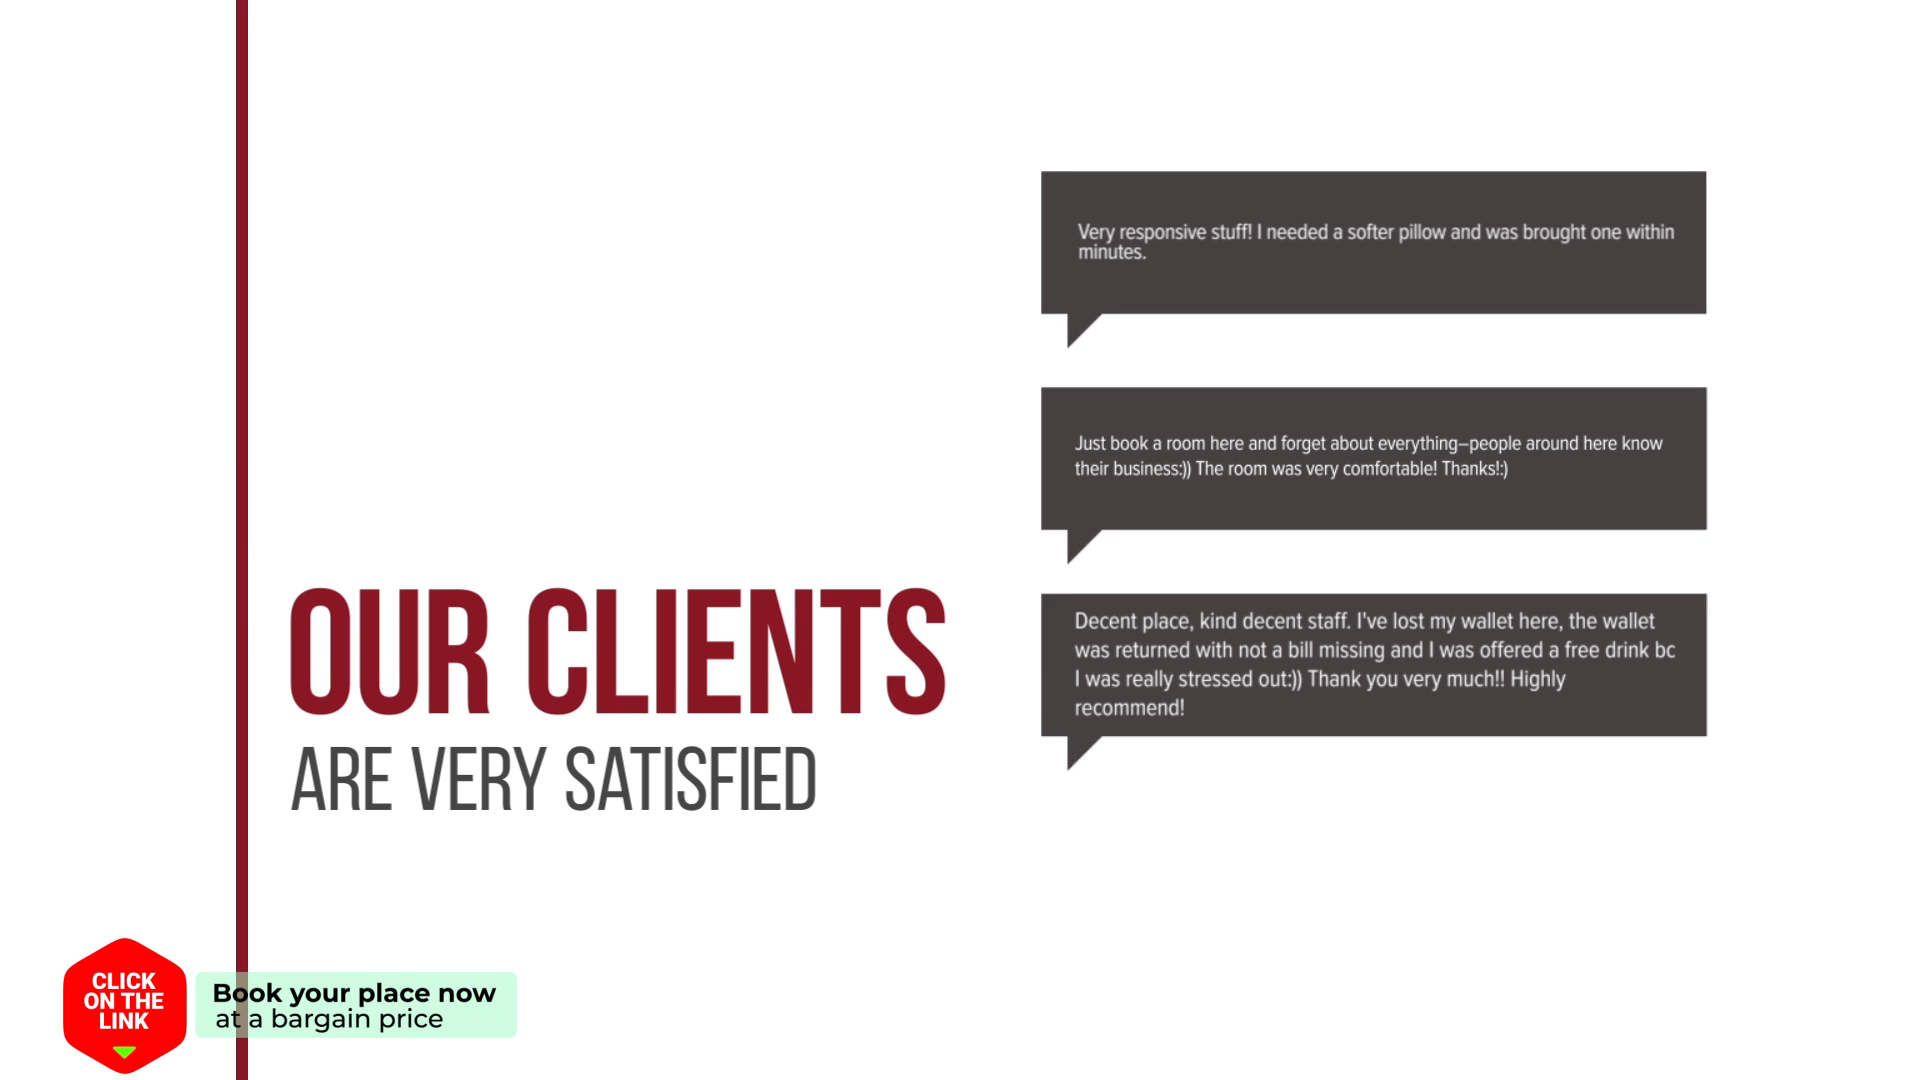 Very responsive stuff! I needed a softer pillow and was brought one within
minutes.
Just book a room here and forget about everything–people around here know
their business:)) The room was very comfortable! Thanks!:)
Decent place, kind decent staff. I've lost my wallet here, the wallet
was returned with not a bill missing and I was offered a free drink bc
I was really stressed out:)) Thank you very much!! Highly
recommend!
OUR CLIENTS
ARE VERY SATISFIED
CLICK
ON THE
LINK
Book your place now
at a bargain price